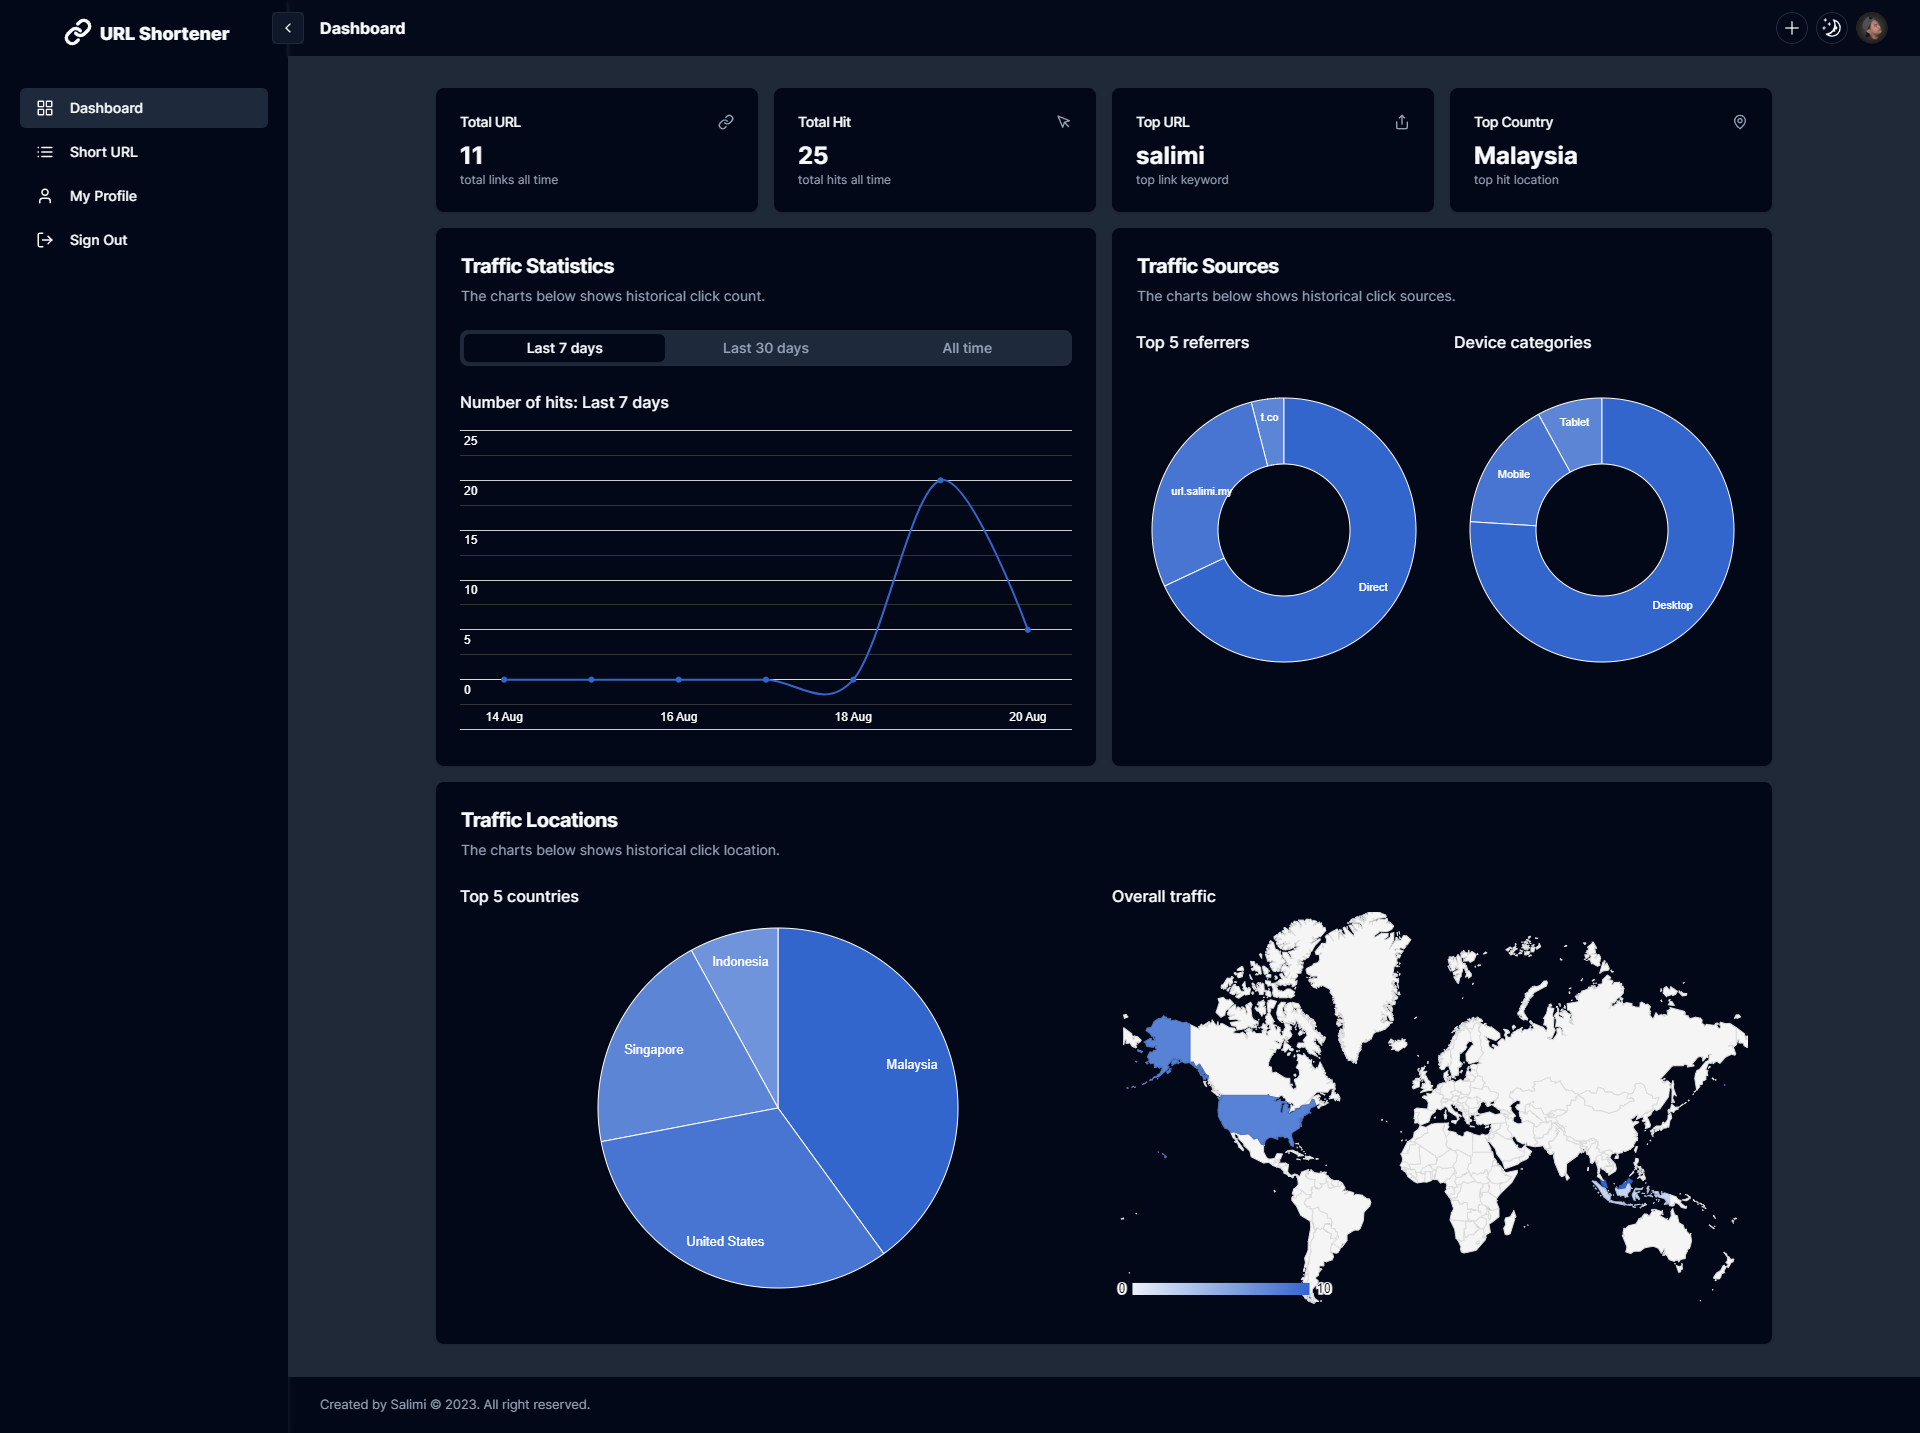 URL Shortener
Dashboard
Dashboard
Short URL
My Profile
Sign Out
Total URL
11
total links all time
Total Hit
25
total hits all time
Top URL
salimi
top link keyword
Top Country
Malaysia
top hit location
Traffic Statistics
The charts below shows historical click count.
Last 7 days
Last 30 days
All time
Number of hits: Last 7 days
25
20
15
10
5
0
14 Aug
16 Aug
18 Aug
20 Aug
Traffic Sources
The charts below shows historical click sources.
Top 5 referrers
t.co
url.salimi.my
Direct
Device categories
Tablet
Mobile
Desktop
Traffic Locations
The charts below shows historical click location.
Top 5 countries
Indonesia
Singapore
Malaysia
United States
Overall traffic
0
10
Created by Salimi © 2023. All right reserved.